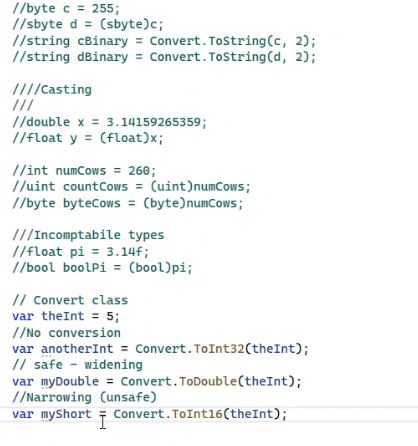 //byte c = 255;
//sbyte d = (sbyte)c;
//string cBinary = Convert.ToString(c, 2);
//string dBinary = Convert.ToString(d, 2);
////Casting
///
//double x = 3.14159265359;
//float y = (float)x;
//int numCows = 260;
//uint countCows = (uint)numCows;
//byte byteCows = (byte)numCows;
///Incomptabile types
//float pi = 3.14f;
//bool boolPi = (bool)pi;
// Convert class
var theInt = 5;
//No conversion
var anotherInt = Convert.ToInt32(theInt);
// safe - widening
var myDouble = Convert.ToDouble(theInt);
//Narrowing (unsafe)
var myShort = Convert.ToInt16(theInt);